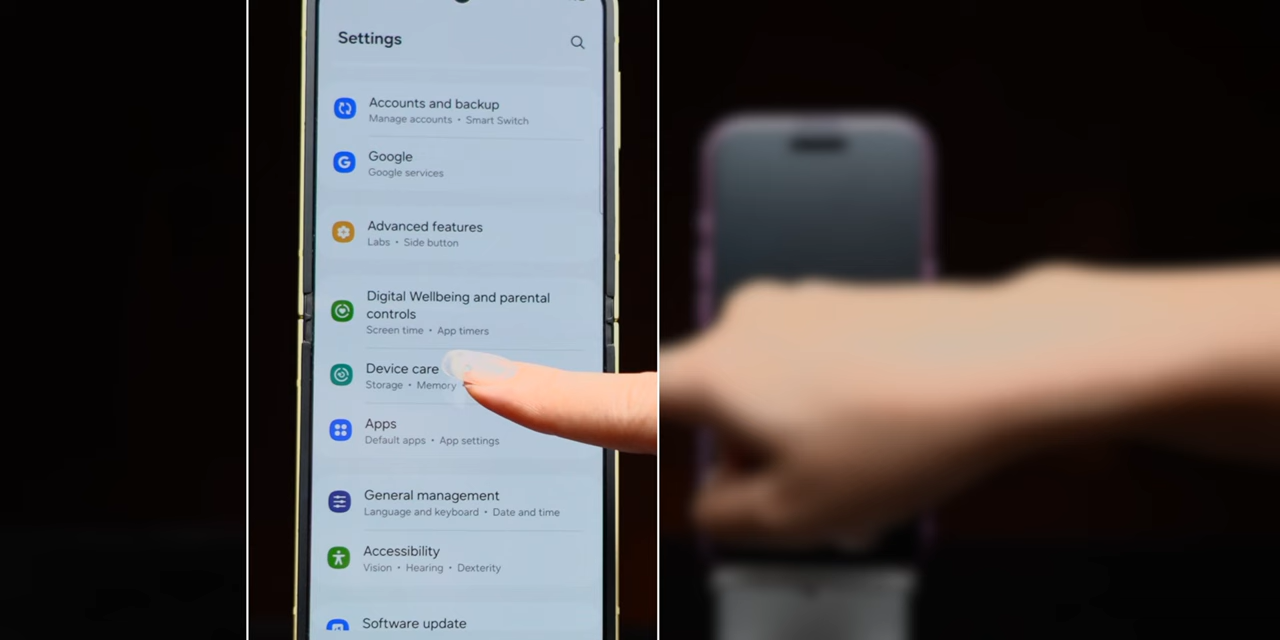 Settings
Accounts and backup
Manage accounts • Smart Switch
Google
Google services
Advanced features
Labs • Side button
Digital Wellbeing and parental
controls
Screen time • App timers
Device care
Storage • Memory
Apps
Default apps • App settings
General management
Language and keyboard • Date and time
Accessibility
Vision • Hearing • Dexterity
Software update